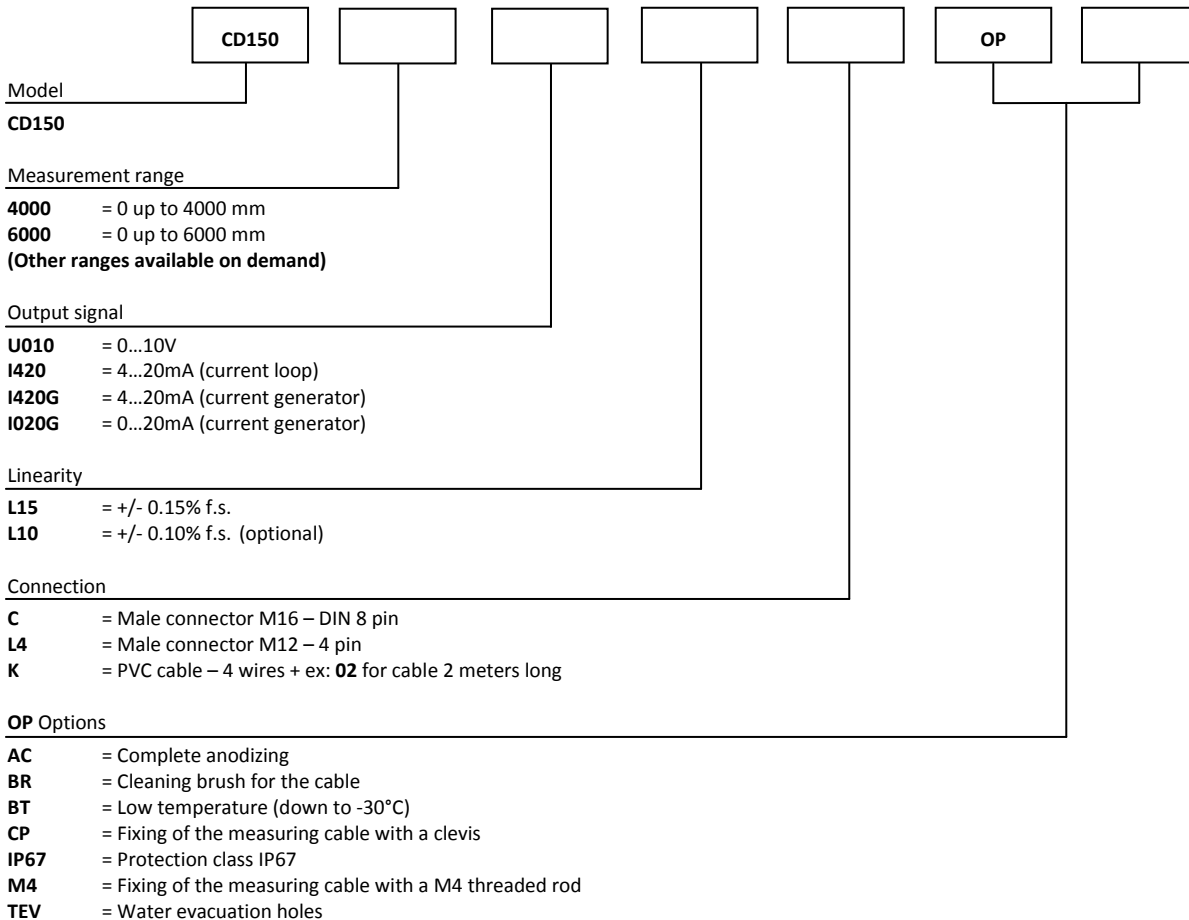 CD150 OP
Model
CD150
Measurement range
4000 = 0 up to 4000 mm
6000 = 0 up to 6000 mm
(Other ranges available on demand)
Output signal
U010 = 0…10V
I420 = 4…20mA (current loop)
I420G = 4…20mA (current generator)
I020G = 0…20mA (current generator)
Linearity
L15 = +/- 0.15% f.s.
L10 = +/- 0.10% f.s. (optional)
Connection
C = Male connector M16 – DIN 8 pin
L4 = Male connector M12 – 4 pin
K = PVC cable – 4 wires + ex: 02 for cable 2 meters long
OP Options
AC = Complete anodizing
BR = Cleaning brush for the cable
BT = Low temperature (down to -30°C)
CP = Fixing of the measuring cable with a clevis
IP67 = Protection class IP67
M4 = Fixing of the measuring cable with a M4 threaded rod
TEV = Water evacuation holes